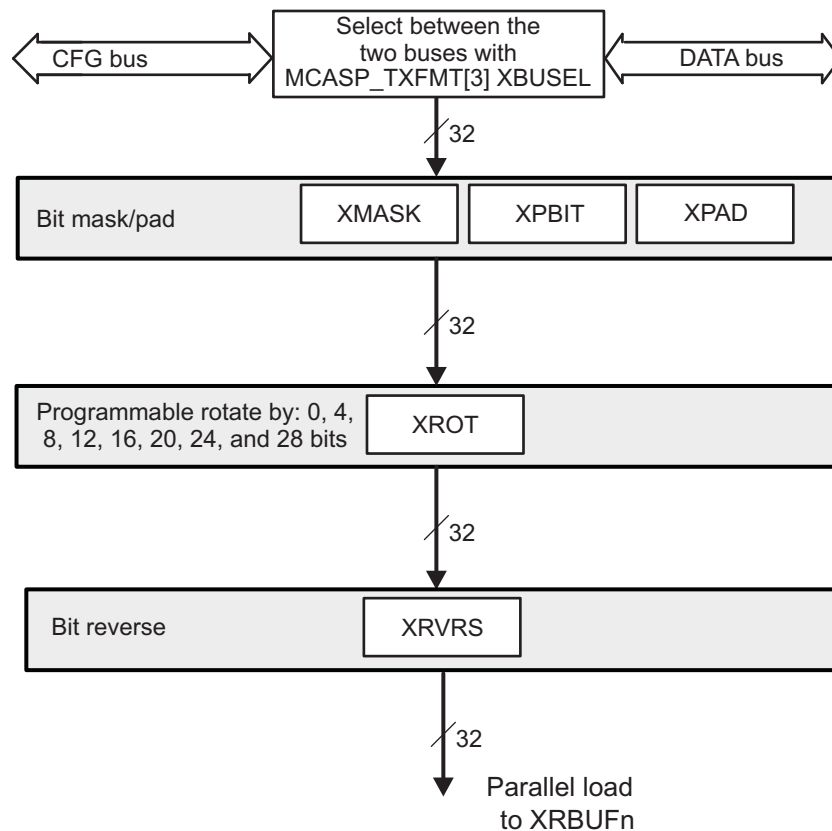 Select between the
two buses with
MCASP_TXFMT[3] XBUSEL
CFG bus
DATA bus
32
Bit mask/pad
XMASK
XPBIT
XPAD
32
Programmable rotate by: 0, 4,
8, 12, 16, 20, 24, and 28 bits
XROT
32
Bit reverse
XRVRS
32
Parallel load
to XRBUFn